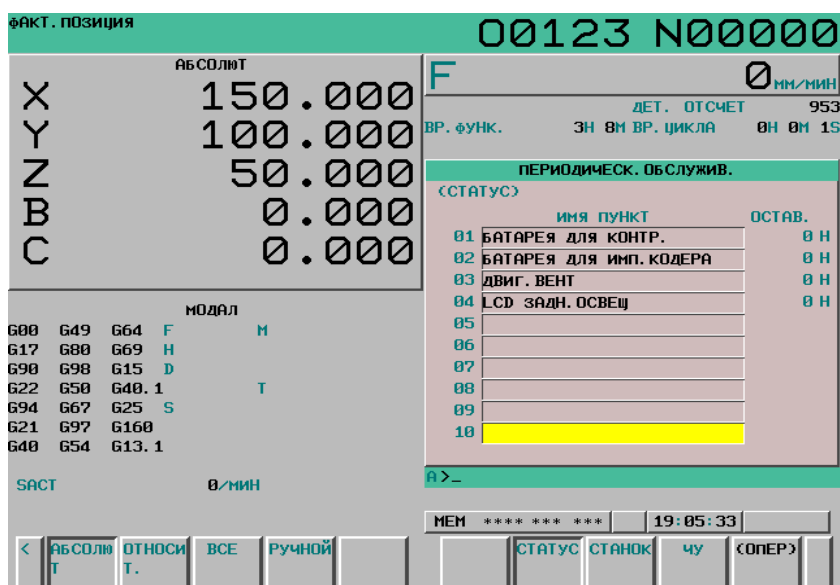 ФАКТ. ПОЗИЦИЯ
O0123 N00000
АБСОЛЮТ
X 150.000
Y 100.000
Z 50.000
B 0.000
C 0.000
F 0 ММ/МИН
ДЕТ. ОТСЧЕТ 953
ВР. ФУНК. 3H 8M ВР. ЦИКЛА 0H 0M 1S
ПЕРИОДИЧЕСК. ОБСЛУЖИВ.
(СТАТУС)
ИМЯ ПУНКТ ОСТАВ.
01 БАТАРЕЯ ДЛЯ КОНТР. 0 H
02 БАТАРЕЯ ДЛЯ ИМП. КОДЕРА 0 H
03 ДВИГ. ВЕНТ 0 H
04 LCD ЗАДН. ОСВЕЩ 0 H
05
06
07
08
09
10
МОДАЛ
G00 G49 G64 F M
G17 G80 G69 H
G90 G98 G15 D
G22 G50 G40.1 T
G94 G67 G25 S
G21 G97 G160
G40 G54 G13.1
SACT 0/МИН
A>_
MEM **** *** *** 19:05:33
< АБСОЛЮТ ОТНОСИТ. ВСЕ РУЧНОЙ
СТАТУС СТАНОК ЧУ (ОПЕР)